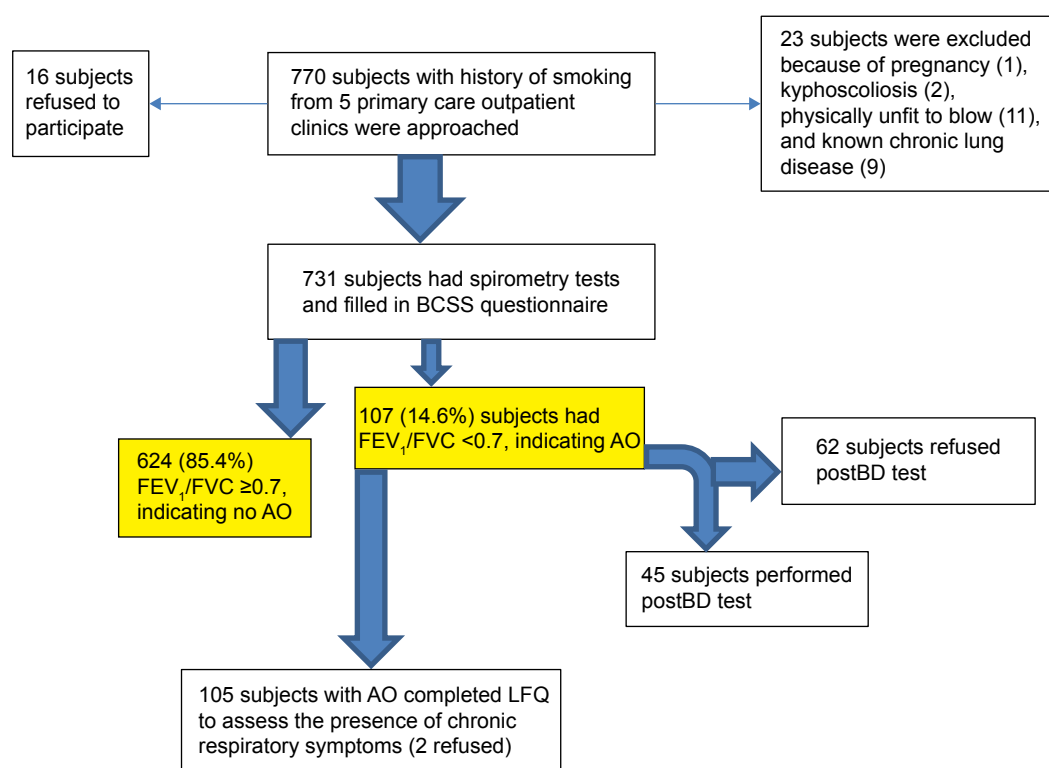 16 subjects
refused to
participate
770 subjects with history of smoking
from 5 primary care outpatient
clinics were approached
23 subjects were excluded
because of pregnancy (1),
kyphoscoliosis (2),
physically unfit to blow (11),
and known chronic lung
disease (9)
731 subjects had spirometry tests
and filled in BCSS questionnaire
624 (85.4%)
FEV₁/FVC ≥0.7,
indicating no AO
107 (14.6%) subjects had
FEV₁/FVC <0.7, indicating AO
62 subjects refused
postBD test
45 subjects performed
postBD test
105 subjects with AO completed LFQ
to assess the presence of chronic
respiratory symptoms (2 refused)